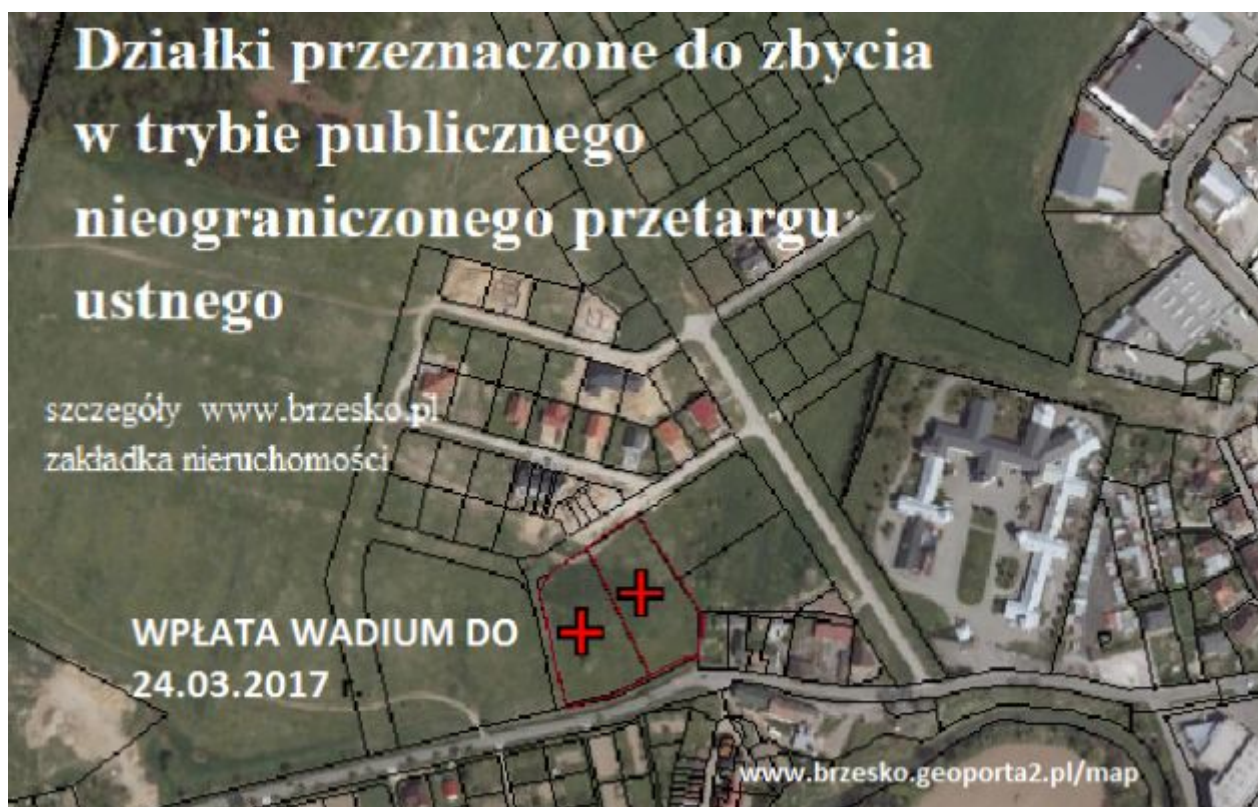 Działki przeznaczone do zbycia
w trybie publicznego
nieograniczonego przetargu
ustnego
szczegóły www.brzesko.pl
zakładka nieruchomości
WPŁATA WADIUM DO
24.03.2017 r.
www.brzesko.geoporta2.pl/map